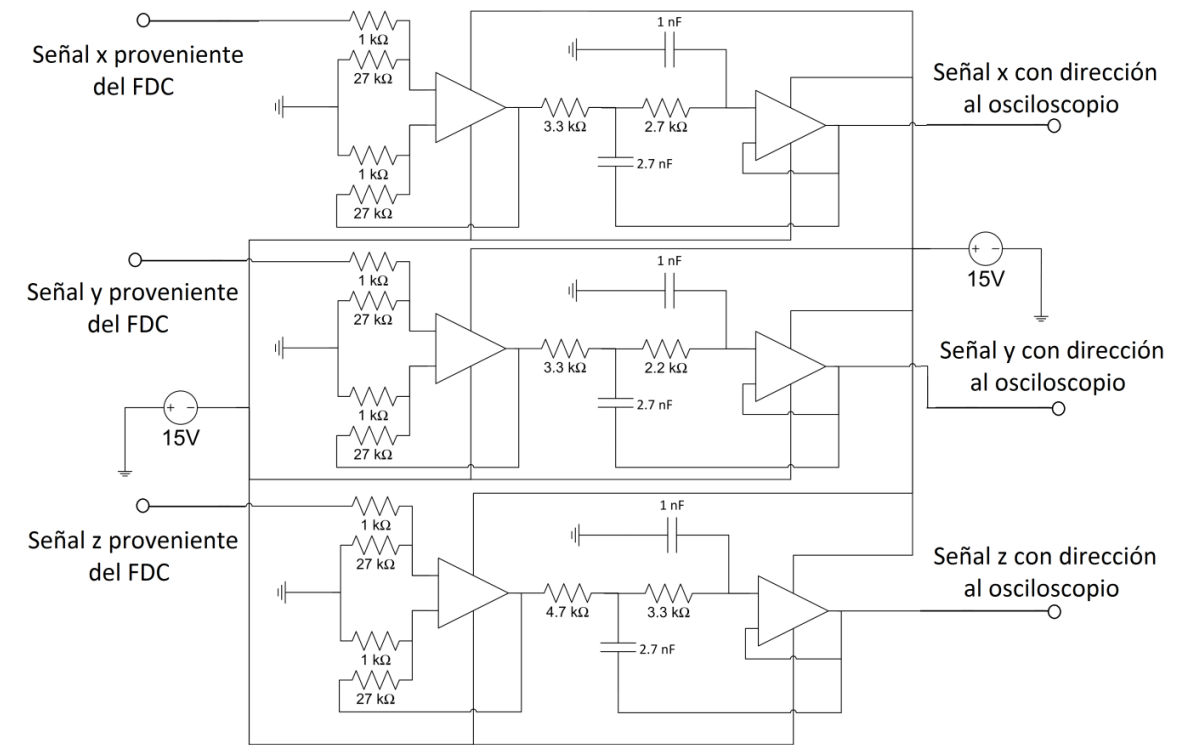 1 nF
1 kΩ
Señal x proveniente
del FDC
27 kΩ
3.3 kΩ
2.7 kΩ
Señal x con dirección
al osciloscopio
1 kΩ
2.7 nF
27 kΩ
1 nF
+ -
15V
1 kΩ
Señal y proveniente
del FDC
27 kΩ
3.3 kΩ
2.2 kΩ
Señal y con dirección
al osciloscopio
1 kΩ
2.7 nF
+ -
15V
27 kΩ
1 nF
1 kΩ
Señal z proveniente
del FDC
27 kΩ
4.7 kΩ
3.3 kΩ
Señal z con dirección
al osciloscopio
1 kΩ
2.7 nF
27 kΩ